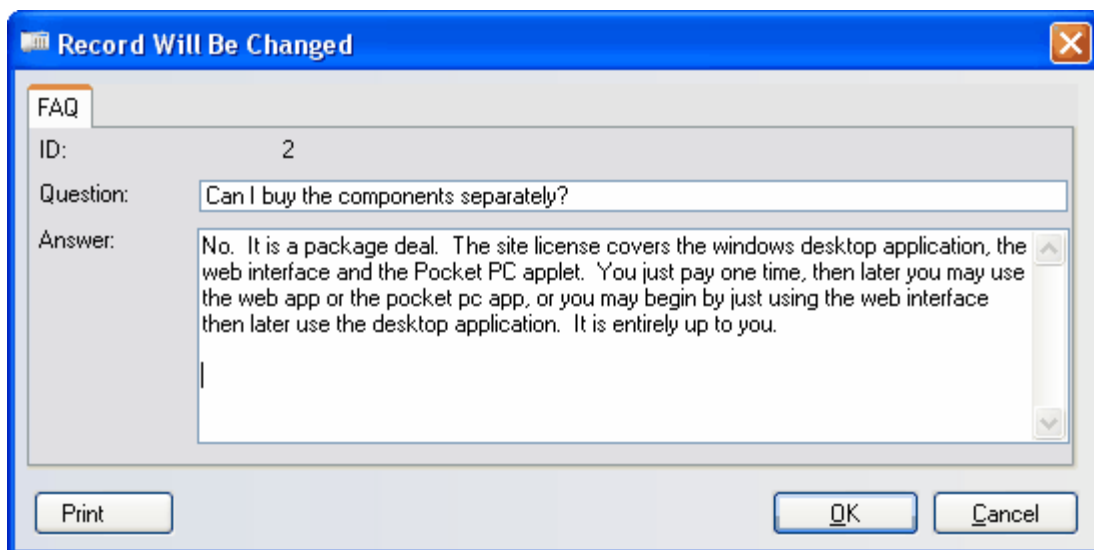 Record Will Be Changed
FAQ
ID: 2
Question: Can I buy the components separately?
Answer: No.  It is a package deal.  The site license covers the windows desktop application, the
web interface and the Pocket PC applet.  You just pay one time, then later you may use
the web app or the pocket pc app, or you may begin by just using the web interface
then later use the desktop application.  It is entirely up to you.
Print OK Cancel